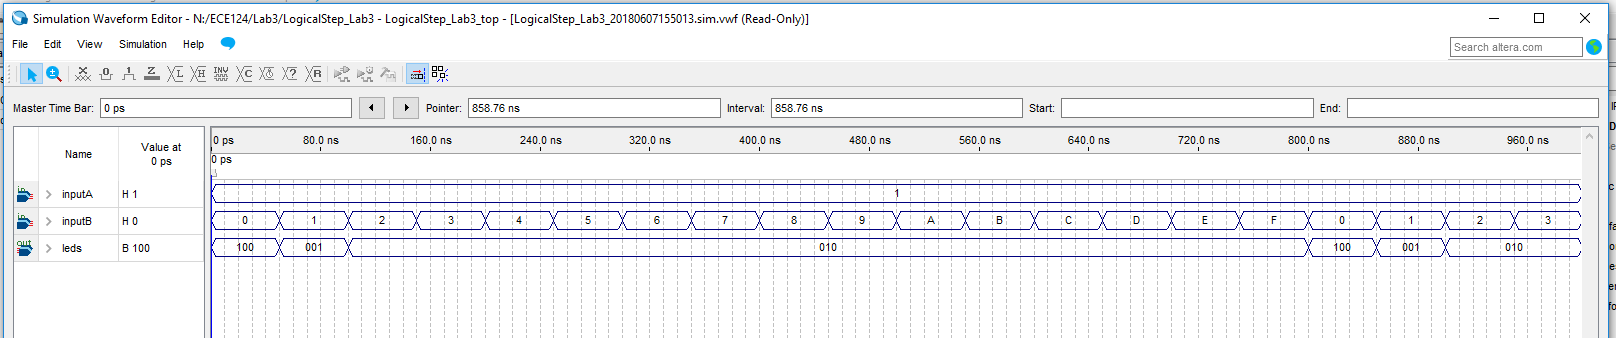 Simulation Waveform Editor - N:/ECE124/Lab3/LogicalStep_Lab3 - LogicalStep_Lab3_top - [LogicalStep_Lab3_20180607155013.sim.vwf (Read-Only)]
File Edit View Simulation Help
Search altera.com
Master Time Bar: 0 ps Pointer: 858.76 ns Interval: 858.76 ns Start: End:
Name Value at 0 ps
0 ps 80.0 ns 160.0 ns 240.0 ns 320.0 ns 400.0 ns 480.0 ns 560.0 ns 640.0 ns 720.0 ns 800.0 ns 880.0 ns 960.0 ns
0 ps
inputA H 1 1
inputB H 0 0 1 2 3 4 5 6 7 8 9 A B C D E F 0 1 2 3
leds B 100 100 001 010 100 001 010